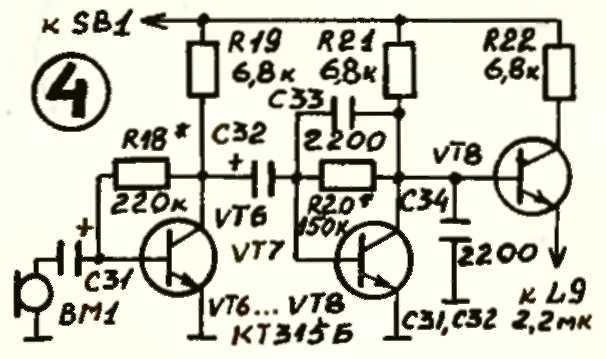 к SB1
4
R19
6,8к
R21
6,8к
R22
6,8к
C33
2200
R18*
220к
C32
+
R20*
150к
VT8
C34
2200
VT6
VT7
+
C31
BM1
VT6... VT8
КТ315Б
C31, C32 2,2мк
к L9